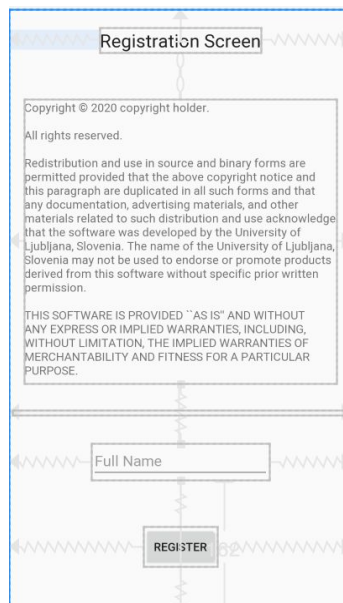 Registration Screen
Copyright © 2020 copyright holder.
All rights reserved.
Redistribution and use in source and binary forms are
permitted provided that the above copyright notice and
this paragraph are duplicated in all such forms and that
any documentation, advertising materials, and other
materials related to such distribution and use acknowledge
that the software was developed by the University of
Ljubljana, Slovenia. The name of the University of Ljubljana,
Slovenia may not be used to endorse or promote products
derived from this software without specific prior written
permission.
THIS SOFTWARE IS PROVIDED ``AS IS" AND WITHOUT
ANY EXPRESS OR IMPLIED WARRANTIES, INCLUDING,
WITHOUT LIMITATION, THE IMPLIED WARRANTIES OF
MERCHANTABILITY AND FITNESS FOR A PARTICULAR
PURPOSE.
Full Name
REGISTER